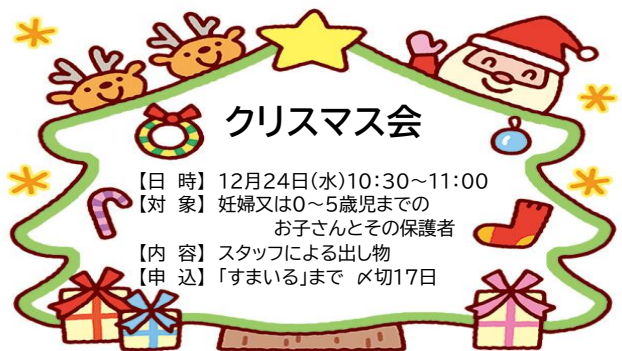 クリスマス会
【日 時】 12月24日(水)10:30～11:00
【対 象】 妊婦又は0～5歳児までの
お子さんとその保護者
【内 容】 スタッフによる出し物
【申 込】 「すまいる」まで 〆切17日